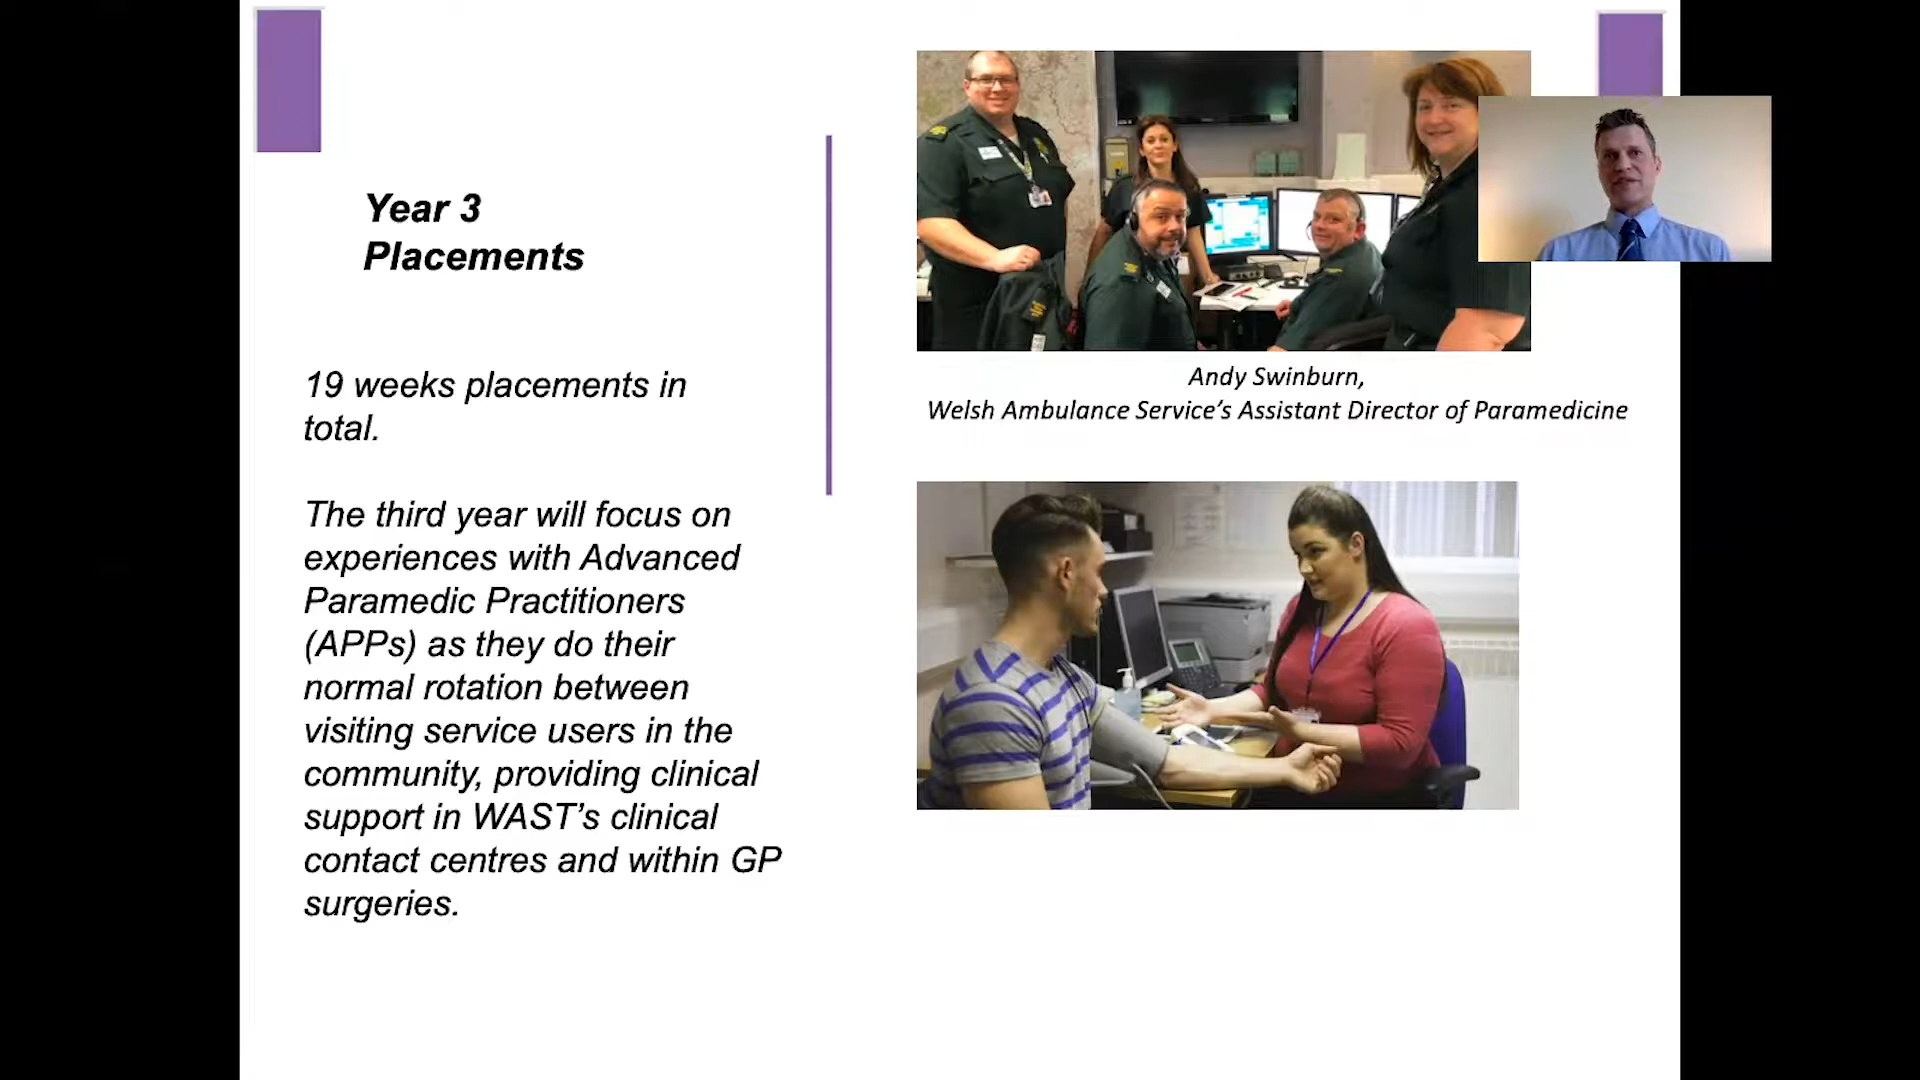 Year 3
Placements
19 weeks placements in
total.
The third year will focus on
experiences with Advanced
Paramedic Practitioners
(APPs) as they do their
normal rotation between
visiting service users in the
community, providing clinical
support in WAST’s clinical
contact centres and within GP
surgeries.
Andy Swinburn,
Welsh Ambulance Service’s Assistant Director of Paramedicine